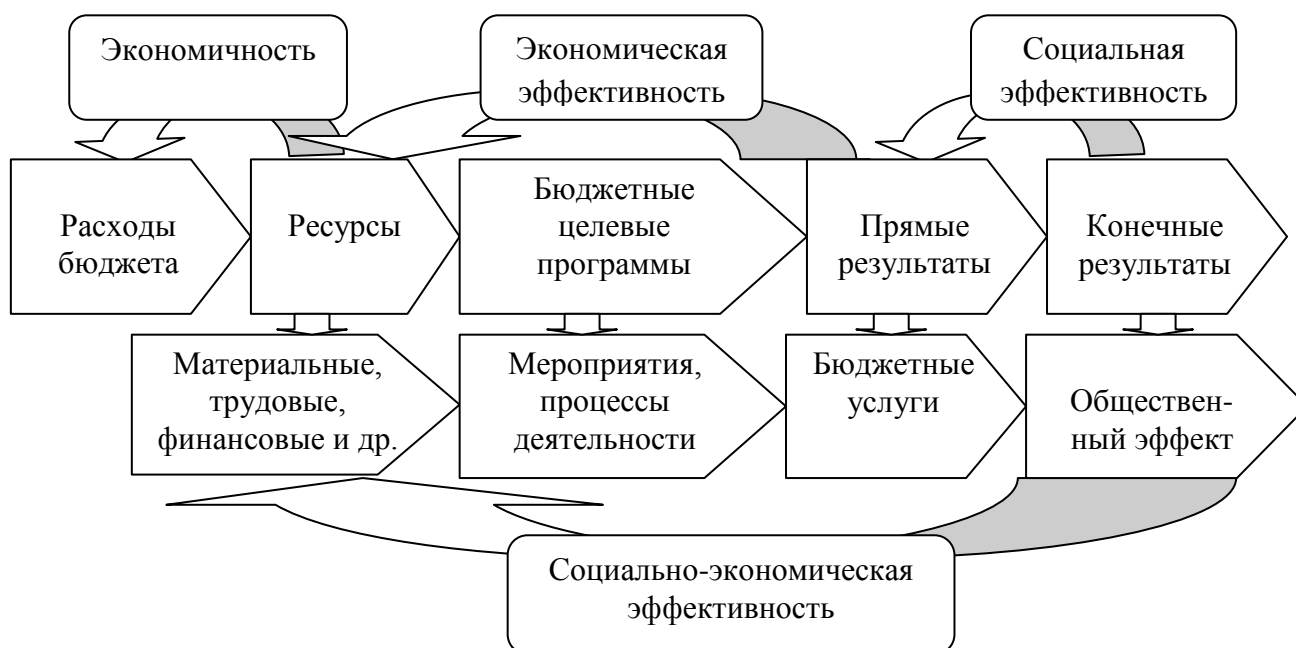 Экономичность
Экономическая
эффективность
Социальная
эффективность
Расходы
бюджета
Ресурсы
Бюджетные
целевые
программы
Прямые
результаты
Конечные
результаты
Материальные,
трудовые,
финансовые и др.
Мероприятия,
процессы
деятельности
Бюджетные
услуги
Обществен-
ный эффект
Социально-экономическая
эффективность